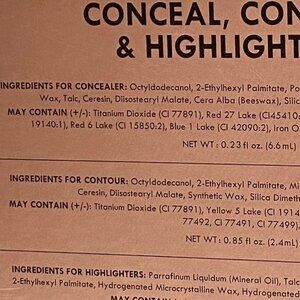 CONCEAL, CON
& HIGHLIGHT
INGREDIENTS FOR CONCEALER: Octyldodecanol, 2-Ethylhexyl Palmitate, Po
Wax, Talc, Ceresin, Diisostearyl Malate, Cera Alba (Beeswax), Silic
MAY CONTAIN (+/-): Titanium Dioxide (CI 77891), Red 27 Lake (CI45410
19140:1), Red 6 Lake (CI 15850:2), Blue 1 Lake (CI 42090:2), Iron O
NET WT: 0.23 fl oz. (6.6mL)
INGREDIENTS FOR CONTOUR: Octyldodecanol, 2-Ethylhexyl Palmitate, Mi
Ceresin, Diisostearyl Malate, Synthetic Wax, Silica Dimeth
MAY CONTAIN (+/-): Titanium Dioxide (CI 77891), Yellow 5 Lake (CI 1914
77492, CI 77491, CI 77499),
NET WT: 0.85 fl oz. (2.4mL)
INGREDIENTS FOR HIGHLIGHTERS: Parrafinum Liquidum (Mineral Oil), Talc
2-Ethylhexyl Palmitate, Hydrogenated Microcrystalline Wax, Hydrogenated
MAY CONTAIN